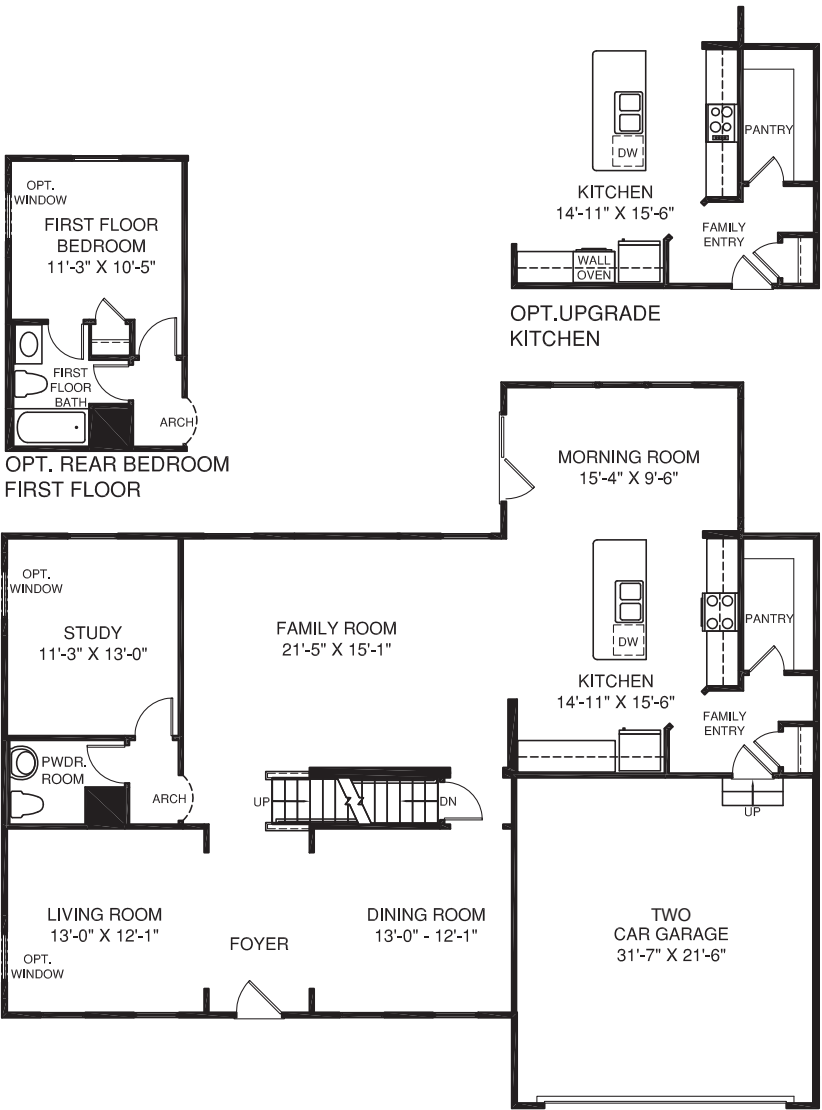 PANTRY
DW
KITCHEN
14'-11" X 15'-6"
FAMILY
ENTRY
WALL
OVEN
OPT.UPGRADE
KITCHEN
OPT.
WINDOW
FIRST FLOOR
BEDROOM
11'-3" X 10'-5"
FIRST
FLOOR
BATH
ARCH
OPT. REAR BEDROOM
FIRST FLOOR
MORNING ROOM
15'-4" X 9'-6"
OPT.
WINDOW
STUDY
11'-3" X 13'-0"
FAMILY ROOM
21'-5" X 15'-1"
DW
PANTRY
KITCHEN
14'-11" X 15'-6"
FAMILY
ENTRY
PWDR.
ROOM
ARCH
UP
DN
UP
LIVING ROOM
13'-0" X 12'-1"
OPT.
WINDOW
FOYER
DINING ROOM
13'-0" - 12'-1"
TWO
CAR GARAGE
31'-7" X 21'-6"